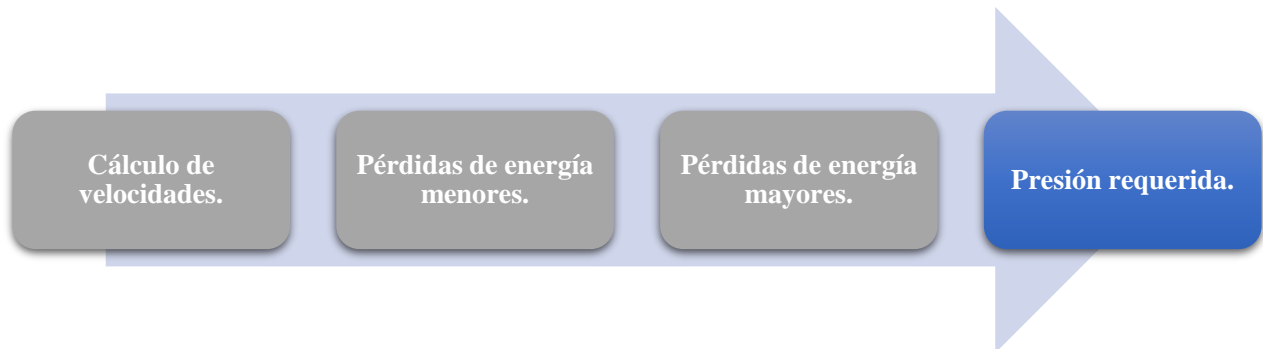 Cálculo de
velocidades.
Pérdidas de energía
menores.
Pérdidas de energía
mayores.
Presión requerida.